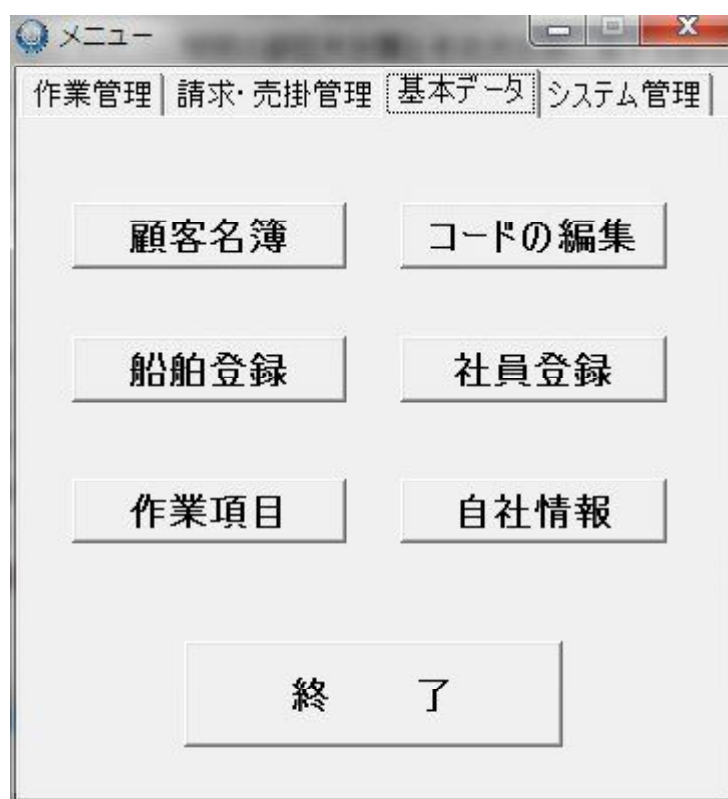 メニュー
作業管理 請求・売掛管理 基本データ システム管理
顧客名簿 コードの編集
船舶登録 社員登録
作業項目 自社情報
終 了